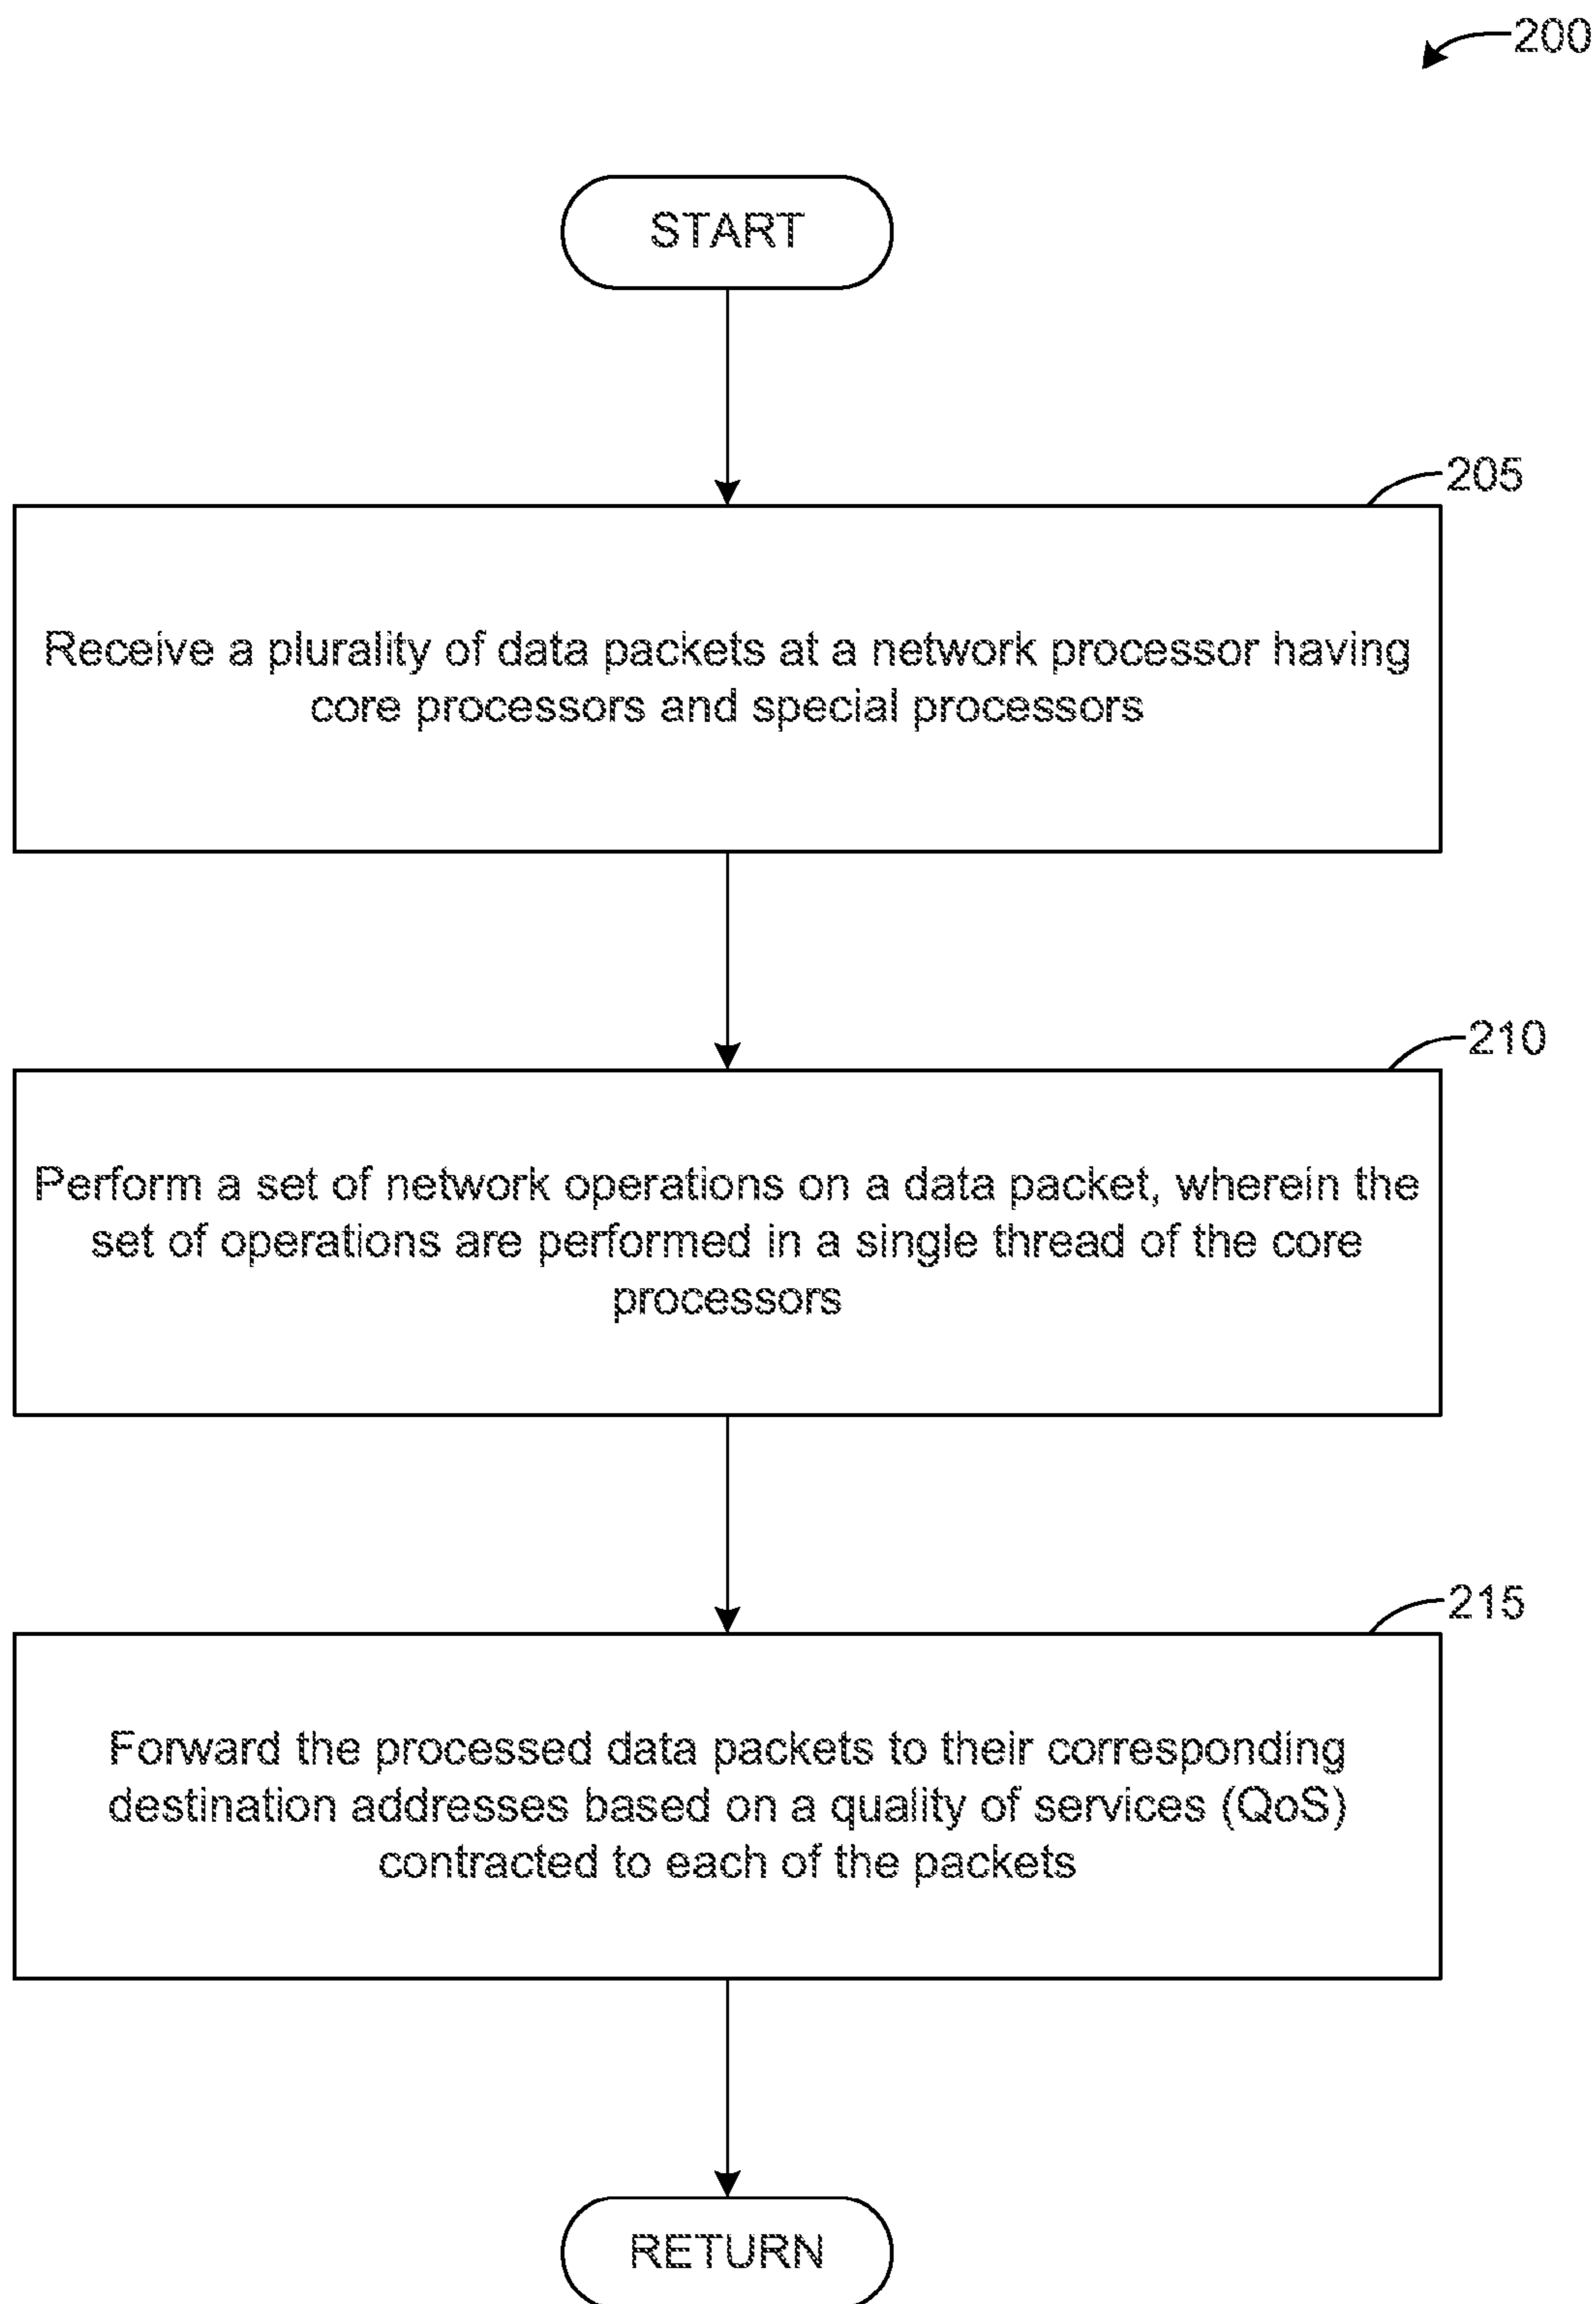 200
START
205
Receive a plurality of data packets at a network processor having
core processors and special processors
210
Perform a set of network operations on a data packet, wherein the
set of operations are performed in a single thread of the core
processors
215
Forward the processed data packets to their corresponding
destination addresses based on a quality of services (QoS)
contracted to each of the packets
RETURN